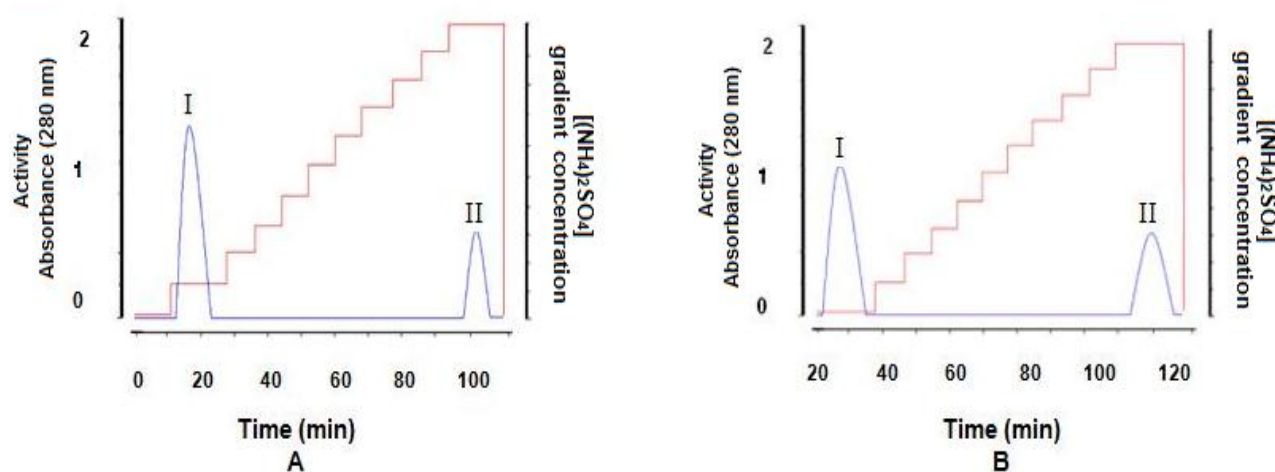 2
1
0
Activity
Absorbance (280 nm)
I
II
[(NH4)2SO4]
gradient concentration
0 20 40 60 80 100
Time (min)
A
2
1
0
Activity
Absorbance (280 nm)
I
II
[(NH4)2SO4]
gradient concentration
20 40 60 80 100 120
Time (min)
B